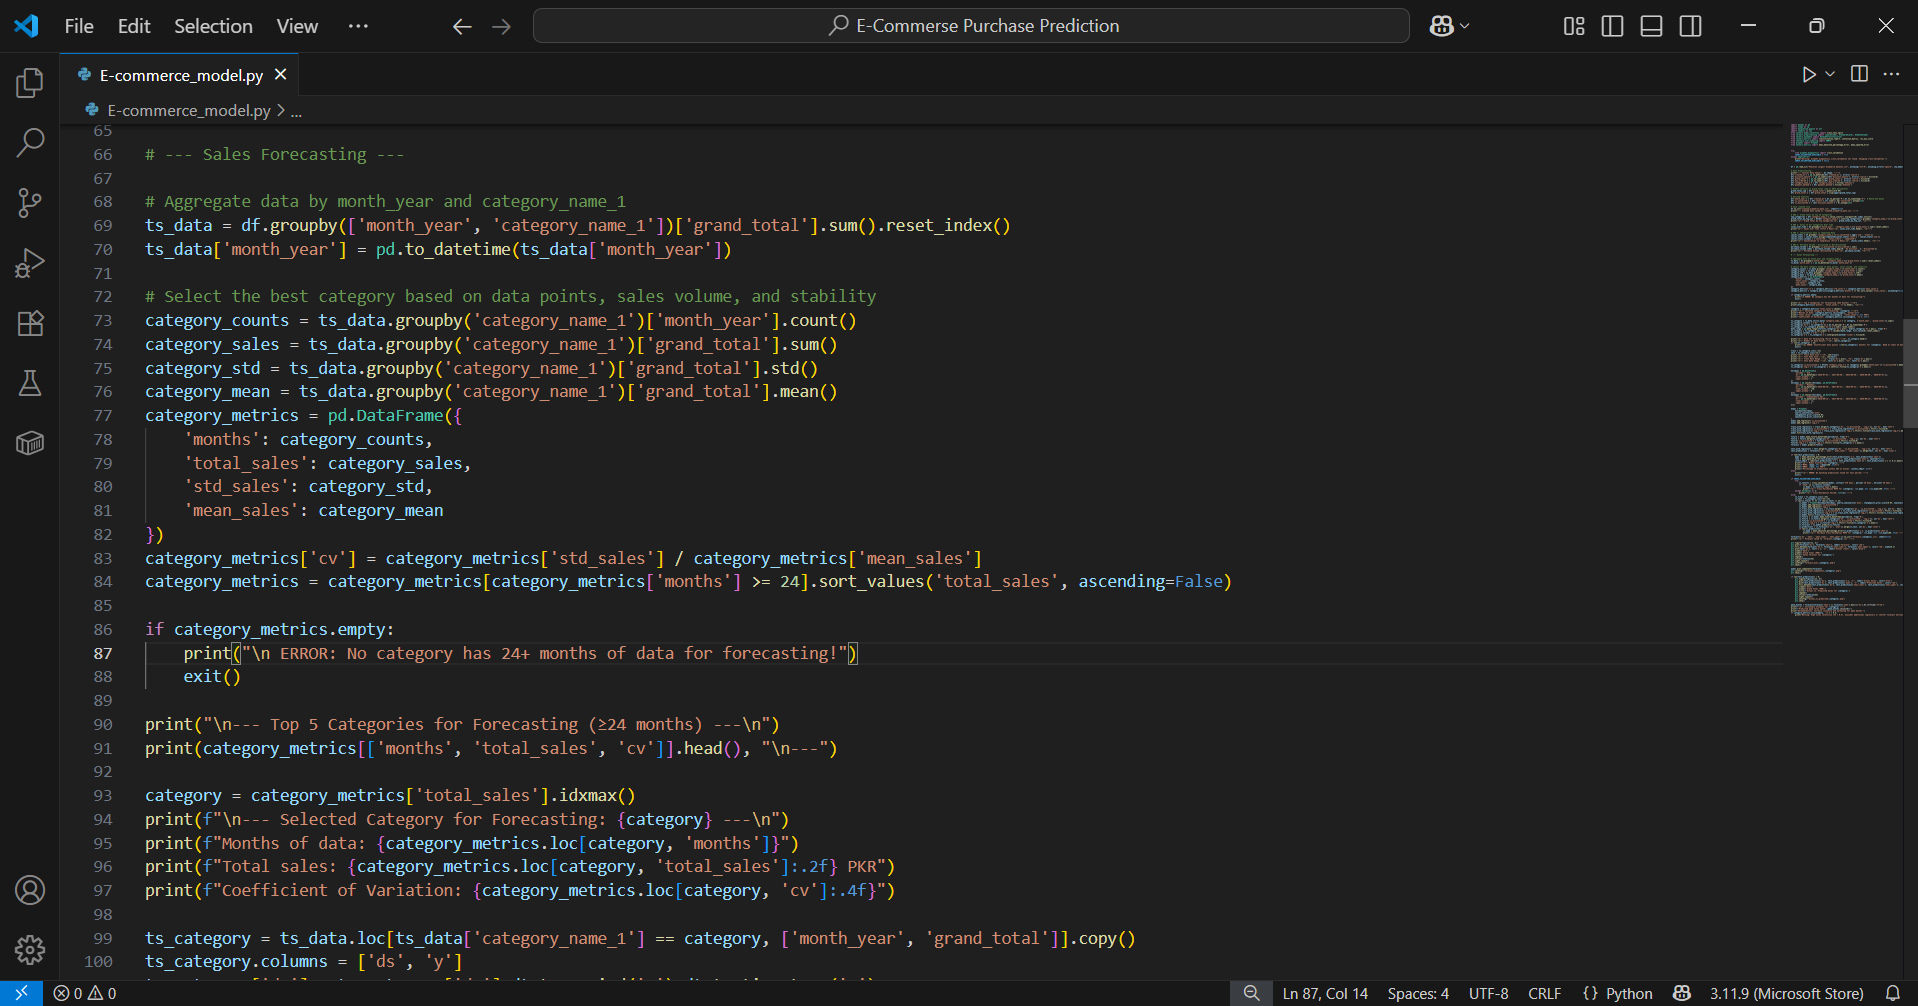 File Edit Selection View ···
E-Commerse Purchase Prediction
E-commerce_model.py
E-commerce_model.py > ...
65
66 # --- Sales Forecasting ---
67
68 # Aggregate data by month_year and category_name_1
69 ts_data = df.groupby(['month_year', 'category_name_1'])['grand_total'].sum().reset_index()
70 ts_data['month_year'] = pd.to_datetime(ts_data['month_year'])
71
72 # Select the best category based on data points, sales volume, and stability
73 category_counts = ts_data.groupby('category_name_1')['month_year'].count()
74 category_sales = ts_data.groupby('category_name_1')['grand_total'].sum()
75 category_std = ts_data.groupby('category_name_1')['grand_total'].std()
76 category_mean = ts_data.groupby('category_name_1')['grand_total'].mean()
77 category_metrics = pd.DataFrame({
78     'months': category_counts,
79     'total_sales': category_sales,
80     'std_sales': category_std,
81     'mean_sales': category_mean
82 })
83 category_metrics['cv'] = category_metrics['std_sales'] / category_metrics['mean_sales']
84 category_metrics = category_metrics[category_metrics['months'] >= 24].sort_values('total_sales', ascending=False)
85
86 if category_metrics.empty:
87     print("\n ERROR: No category has 24+ months of data for forecasting!")
88     exit()
89
90 print("\n--- Top 5 Categories for Forecasting (≥24 months) ---\n")
91 print(category_metrics[['months', 'total_sales', 'cv']].head(), "\n---")
92
93 category = category_metrics['total_sales'].idxmax()
94 print(f"\n--- Selected Category for Forecasting: {category} ---\n")
95 print(f"Months of data: {category_metrics.loc[category, 'months']}")
96 print(f"Total sales: {category_metrics.loc[category, 'total_sales']:.2f} PKR")
97 print(f"Coefficient of Variation: {category_metrics.loc[category, 'cv']:.4f}")
98
99 ts_category = ts_data.loc[ts_data['category_name_1'] == category, ['month_year', 'grand_total']].copy()
100 ts_category.columns = ['ds', 'y']
0 0 Ln 87, Col 14 Spaces: 4 UTF-8 CRLF {} Python 3.11.9 (Microsoft Store)